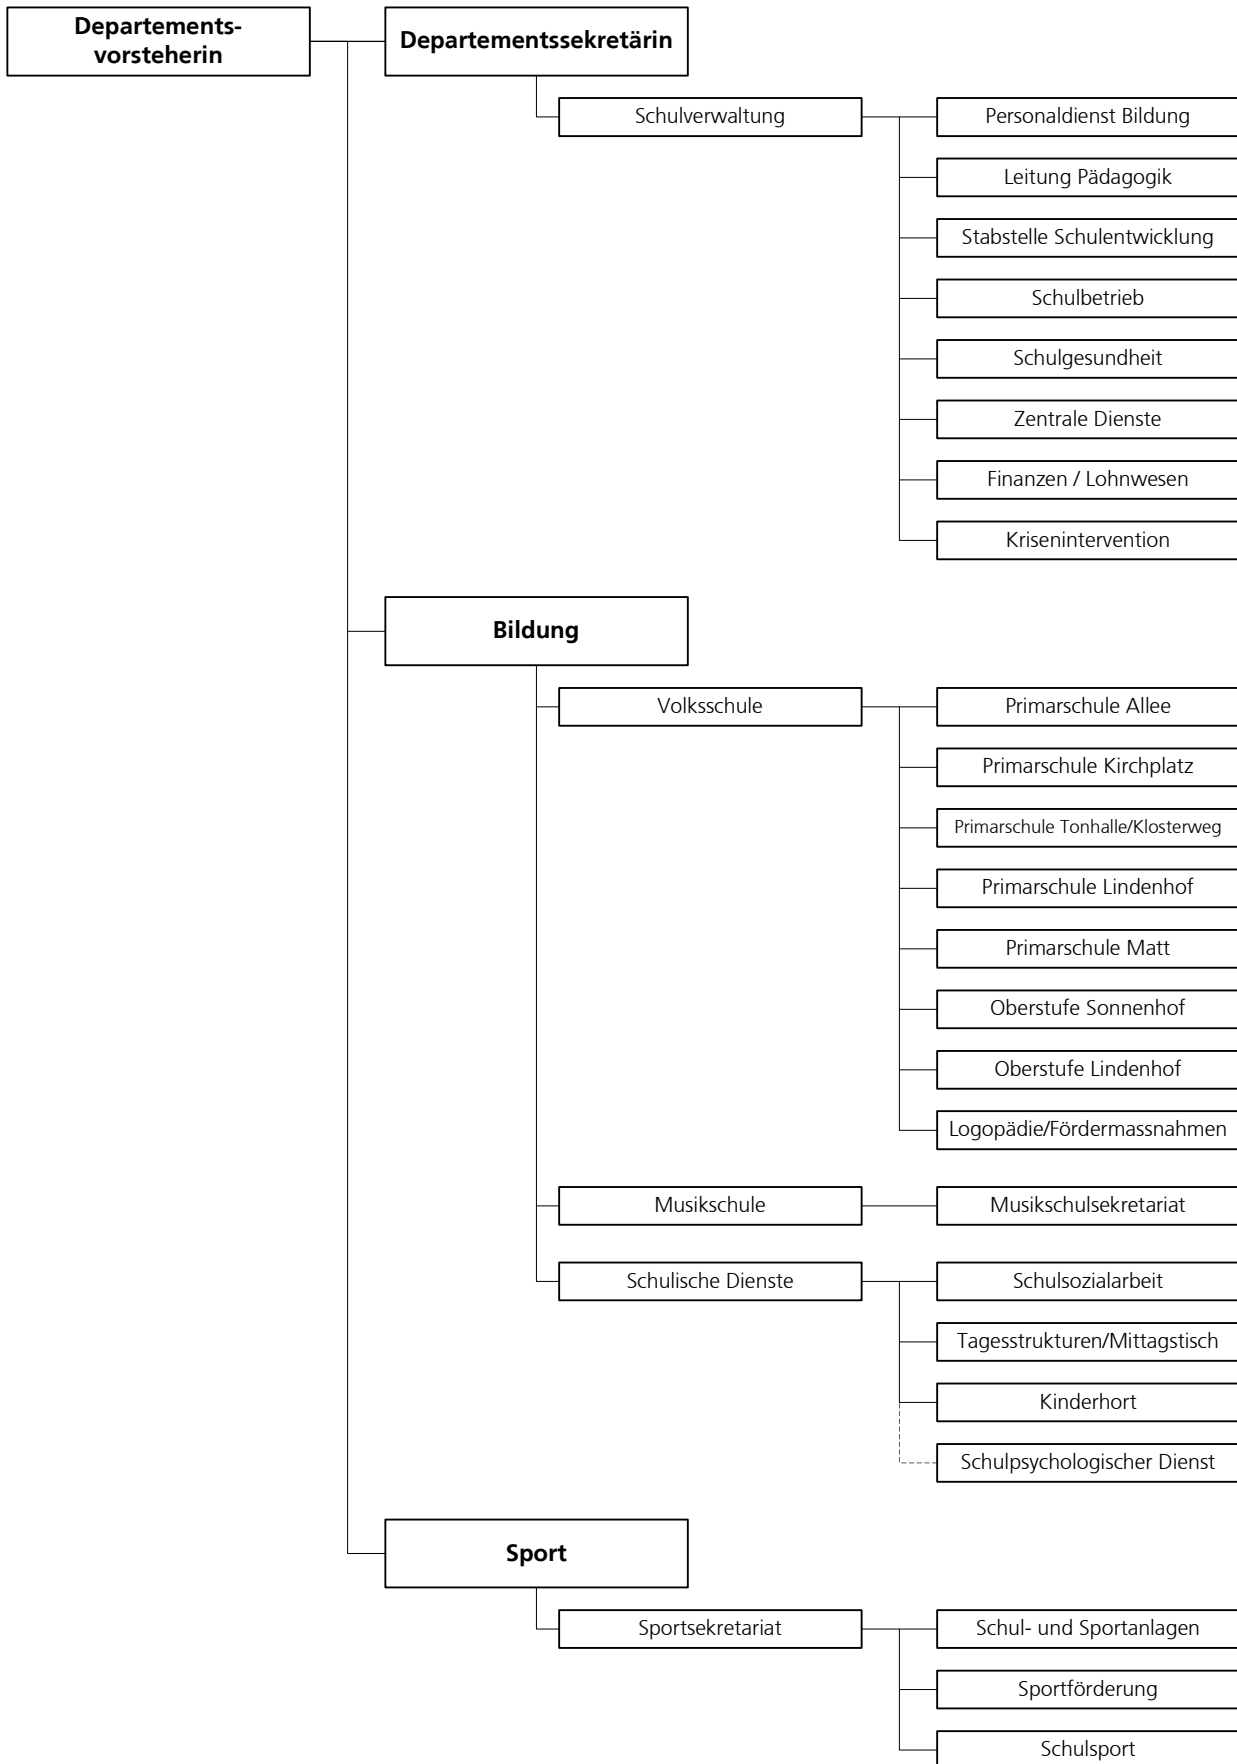 Departements-
vorsteherin
Departementssekretärin
Schulverwaltung
Personaldienst Bildung
Leitung Pädagogik
Stabstelle Schulentwicklung
Schulbetrieb
Schulgesundheit
Zentrale Dienste
Finanzen / Lohnwesen
Krisenintervention
Bildung
Volksschule
Primarschule Allee
Primarschule Kirchplatz
Primarschule Tonhalle/Klosterweg
Primarschule Lindenhof
Primarschule Matt
Oberstufe Sonnenhof
Oberstufe Lindenhof
Logopädie/Fördermassnahmen
Musikschule
Musikschulsekretariat
Schulische Dienste
Schulsozialarbeit
Tagesstrukturen/Mittagstisch
Kinderhort
Schulpsychologischer Dienst
Sport
Sportsekretariat
Schul- und Sportanlagen
Sportförderung
Schulsport